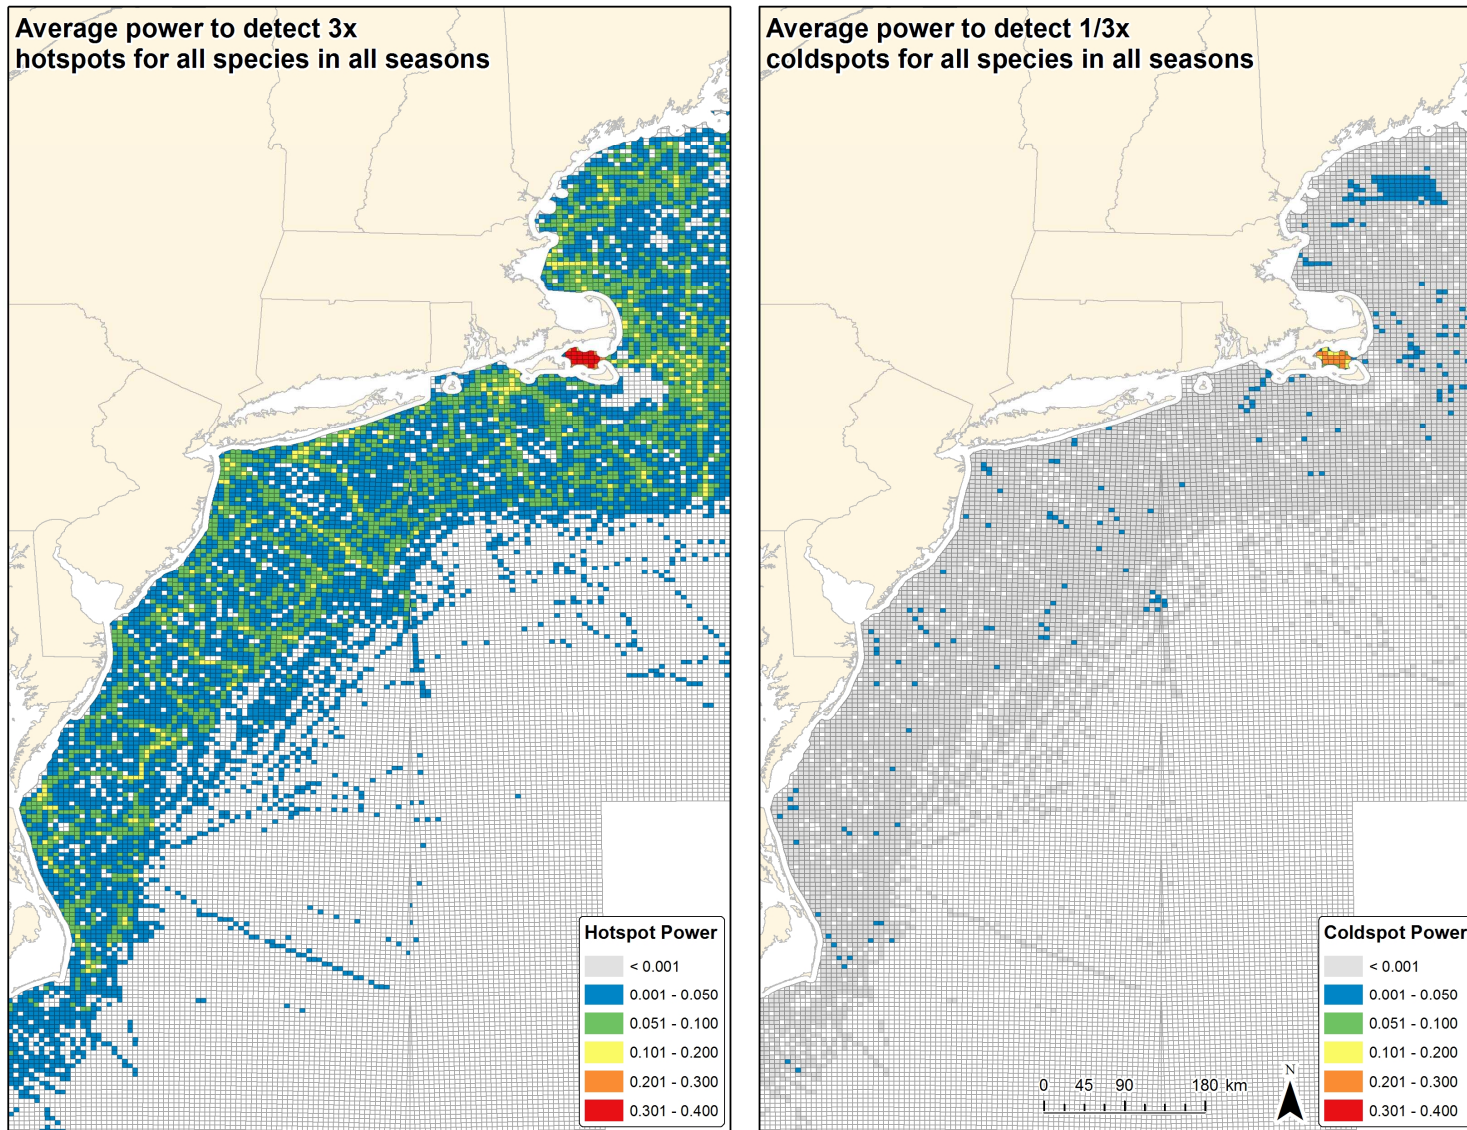 Average power to detect 3x
hotspots for all species in all seasons
Hotspot Power
< 0.001
0.001 - 0.050
0.051 - 0.100
0.101 - 0.200
0.201 - 0.300
0.301 - 0.400
Average power to detect 1/3x
coldspots for all species in all seasons
Coldspot Power
< 0.001
0.001 - 0.050
0.051 - 0.100
0.101 - 0.200
0.201 - 0.300
0.301 - 0.400
0 45 90 180 km
N